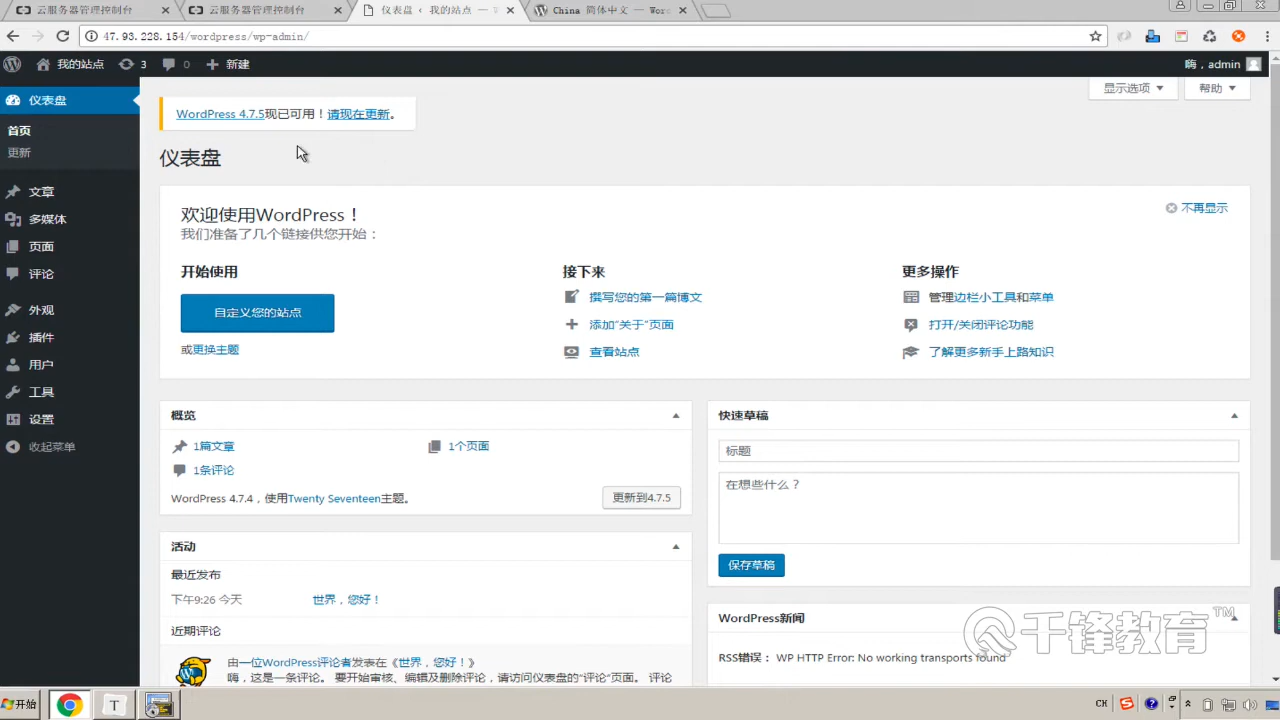 云服务器管理控制台
云服务器管理控制台
仪表盘 ‹ 我的站点 —
China 简体中文 — Worc
47.93.228.154/wordpress/wp-admin/
我的站点
3
0
新建
嗨，admin
仪表盘
首页
更新
文章
多媒体
页面
评论
外观
插件
用户
工具
设置
收起菜单
显示选项
帮助
WordPress 4.7.5现已可用！请现在更新。
仪表盘
欢迎使用WordPress！
我们准备了几个链接供您开始：
不再显示
开始使用
自定义您的站点
或更换主题
接下来
撰写您的第一篇博文
添加“关于”页面
查看站点
更多操作
管理边栏小工具和菜单
打开/关闭评论功能
了解更多新手上路知识
概览
1篇文章
1个页面
1条评论
WordPress 4.7.4，使用Twenty Seventeen主题。
更新到4.7.5
活动
最近发布
下午9:26 今天
世界，您好！
近期评论
由一位WordPress评论者发表在《世界，您好！》
嗨，这是一条评论。 要开始审核、编辑及删除评论，请访问仪表盘的“评论”页面。 评论
快速草稿
标题
在想些什么？
保存草稿
WordPress新闻
RSS错误： WP HTTP Error: No working transports found
千锋教育TM
开始
T
CH